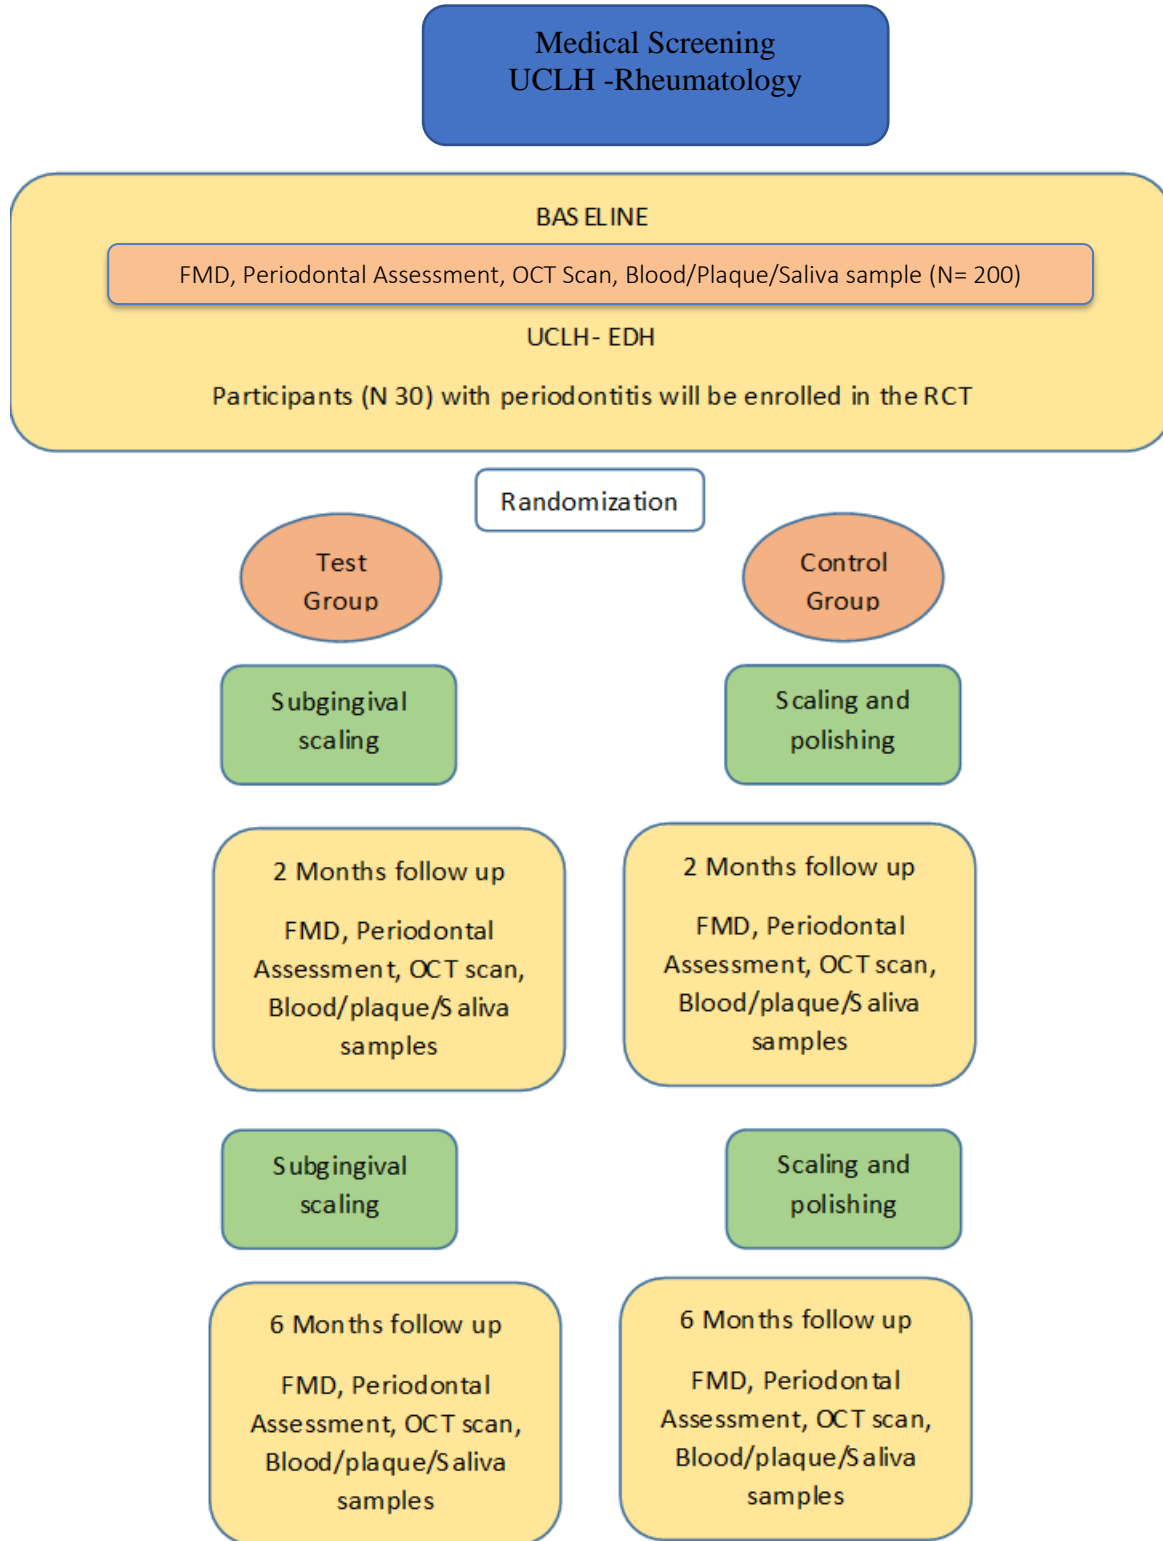 Medical Screening
UCLH -Rheumatology
BASELINE
FMD, Periodontal Assessment, OCT Scan, Blood/Plaque/Saliva sample (N= 200)
UCLH- EDH
Participants (N 30) with periodontitis will be enrolled in the RCT
Randomization
Test
Group
Control
Group
Subgingival
scaling
Scaling and
polishing
2 Months follow up
FMD, Periodontal
Assessment, OCT scan,
Blood/plaque/Saliva
samples
2 Months follow up
FMD, Periodontal
Assessment, OCT scan,
Blood/plaque/Saliva
samples
Subgingival
scaling
Scaling and
polishing
6 Months follow up
FMD, Periodontal
Assessment, OCT scan,
Blood/plaque/Saliva
samples
6 Months follow up
FMD, Periodontal
Assessment, OCT scan,
Blood/plaque/Saliva
samples